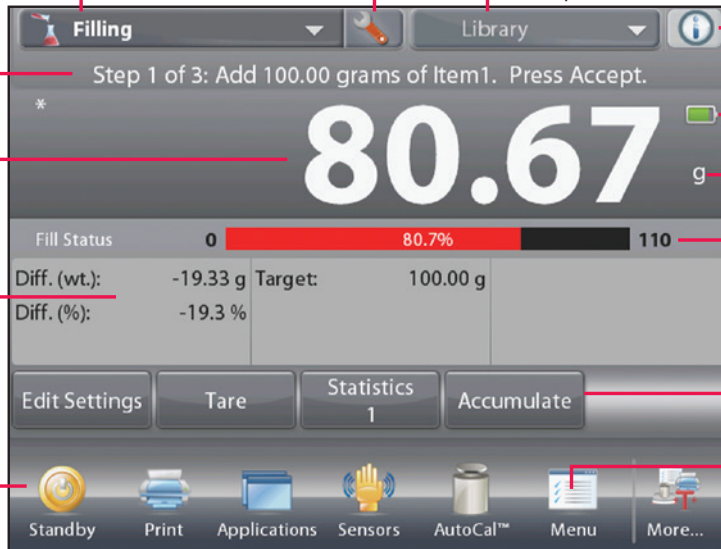 Filling
Library
Step 1 of 3: Add 100.00 grams of Item1. Press Accept.
*
80.67
g
Fill Status 0 80.7% 110
Diff. (wt.): -19.33 g Target: 100.00 g
Diff. (%): -19.3 %
Edit Settings
Tare
Statistics
1
Accumulate
Standby
Print
Applications
Sensors
AutoCal™
Menu
More...